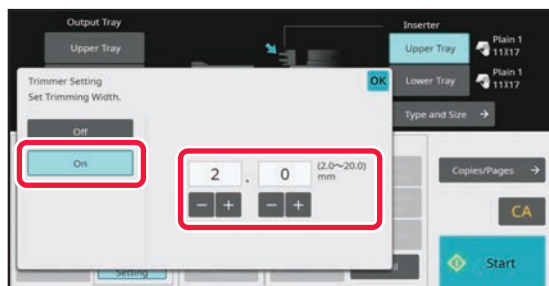 Output Tray
Inserter
Upper Tray
Upper Tray
Plain 1
11X17
Trimmer Setting
OK
Set Trimming Width.
Lower Tray
Plain 1
11X17
Off
Type and Size
On
2 . 0 (2.0~20.0)
mm
Copies/Pages
CA
Setting
Start